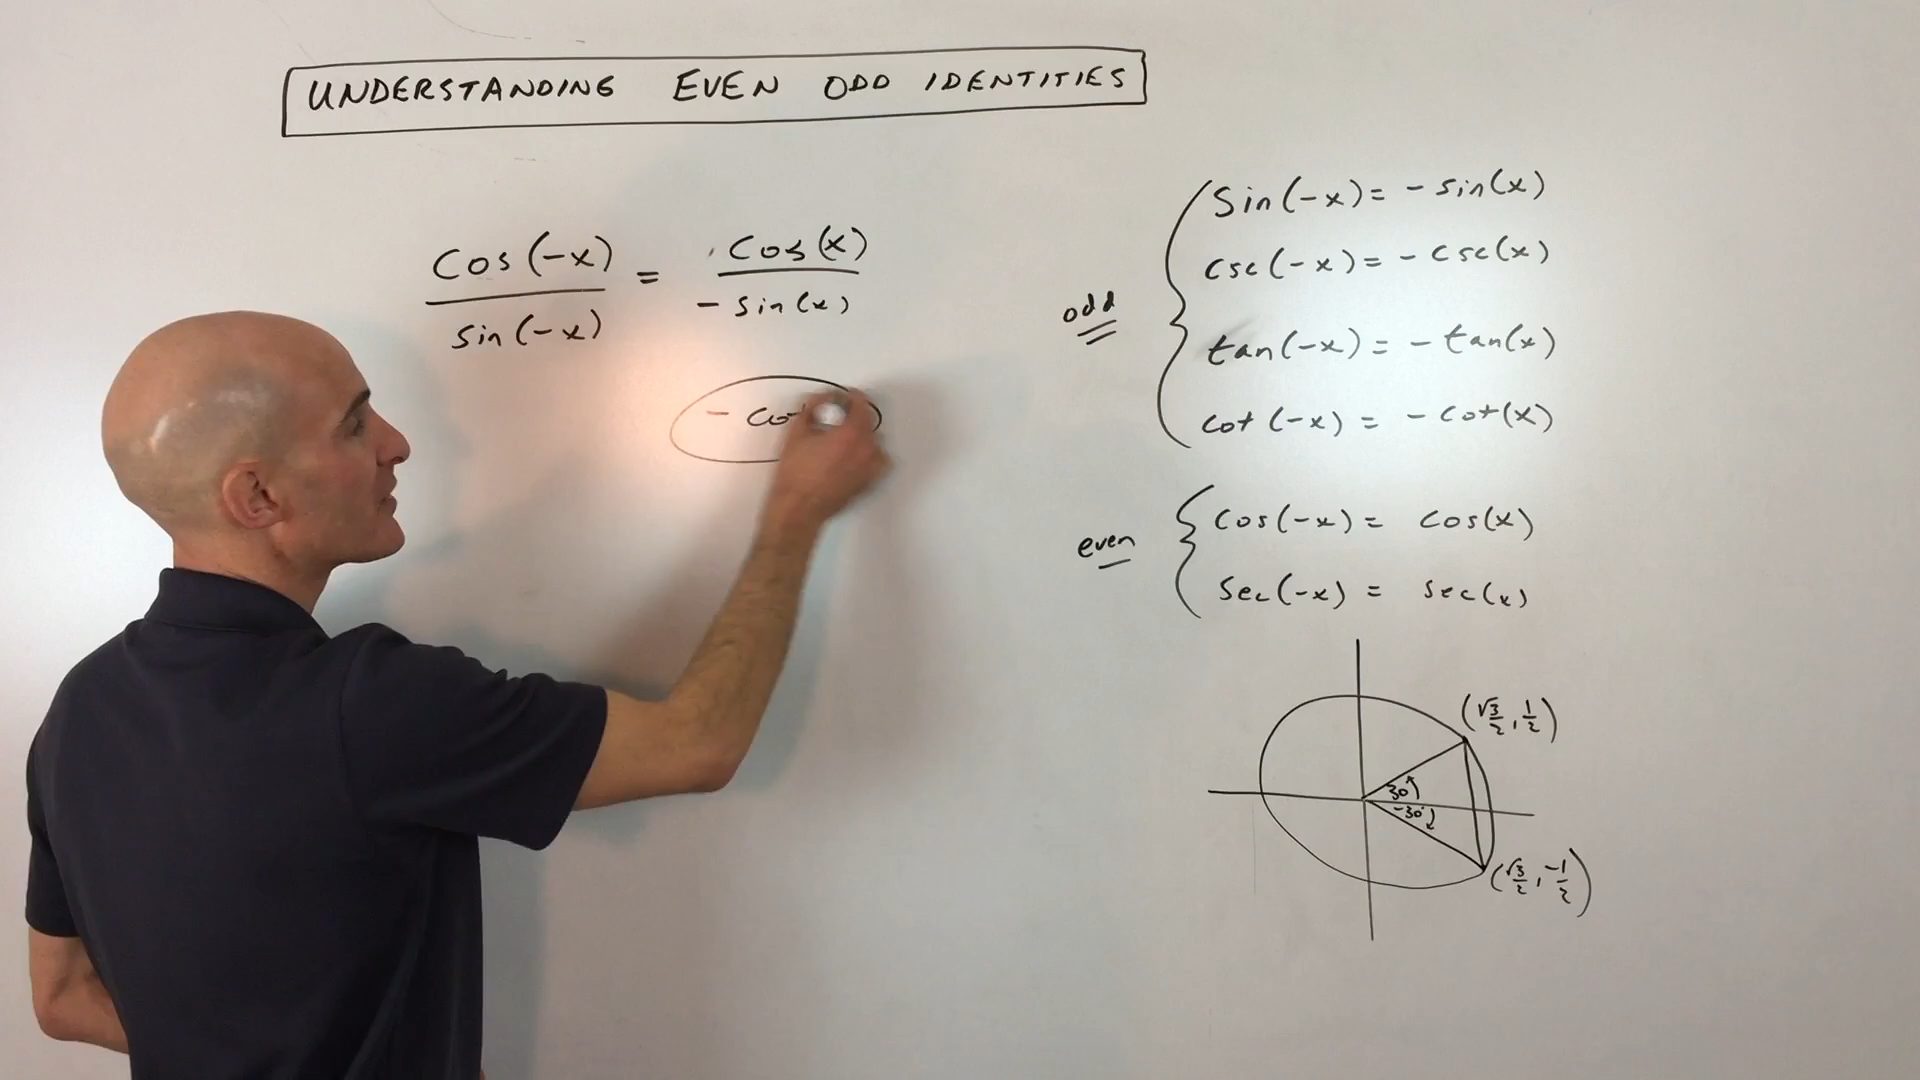 UNDERSTANDING EVEN ODD IDENTITIES
cos(-x) / sin(-x) = cos(x) / -sin(x)
- cot
odd
Sin(-x) = -sin(x)
csc(-x) = -csc(x)
tan(-x) = -tan(x)
cot(-x) = -cot(x)
even
cos(-x) = cos(x)
sec(-x) = sec(x)
(√3/2, 1/2)
30°
-30°
(√3/2, -1/2)